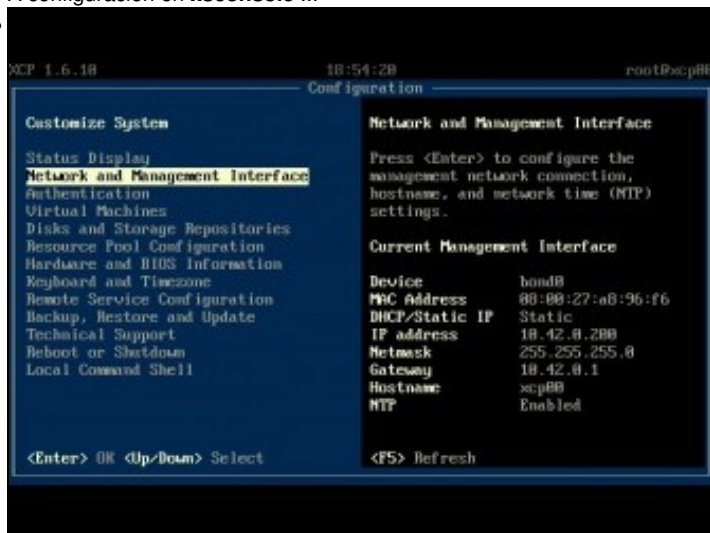 XCP 1.6.10 18:54:20 root@xcp00
Configuration
Customize System
Status Display
Network and Management Interface
Authentication
Virtual Machines
Disks and Storage Repositories
Resource Pool Configuration
Hardware and BIOS Information
Keyboard and Timezone
Remote Service Configuration
Backup, Restore and Update
Technical Support
Reboot or Shutdown
Local Command Shell
<Enter> OK <Up/Down> Select
Network and Management Interface
Press <Enter> to configure the
management network connection,
hostname, and network time (NTP)
settings.
Current Management Interface
Device bond0
MAC Address 08:00:27:a8:96:f6
DHCP/Static IP Static
IP address 10.42.0.200
Netmask 255.255.255.0
Gateway 10.42.0.1
Hostname xcp00
NTP Enabled
<F5> Refresh